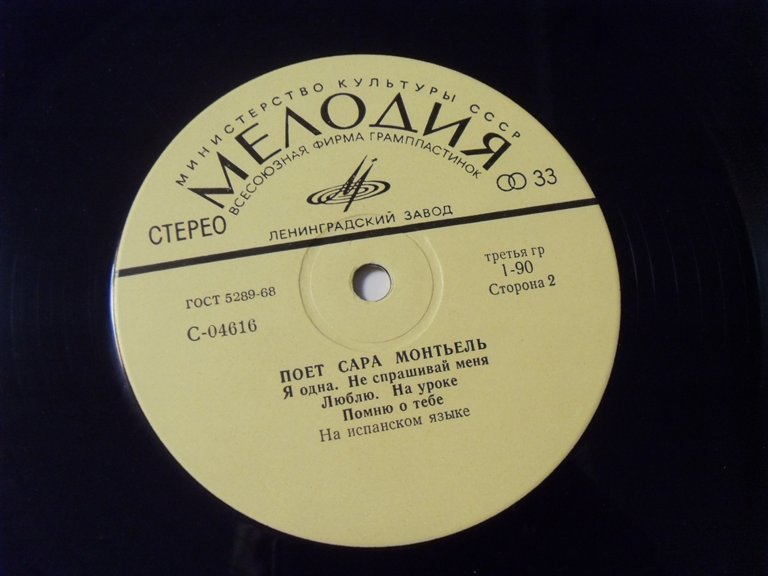 МИНИСТЕРСТВО КУЛЬТУРЫ СССР
МЕЛОДИЯ
ВСЕСОЮЗНАЯ ФИРМА ГРАМПЛАСТИНОК
СТЕРЕО
33
ЛЕНИНГРАДСКИЙ ЗАВОД
ГОСТ 5289-68
С-04616
третья гр
1-90
Сторона 2
ПОЕТ САРА МОНТЬЕЛЬ
Я одна. Не спрашивай меня
Люблю. На уроке
Помню о тебе
На испанском языке